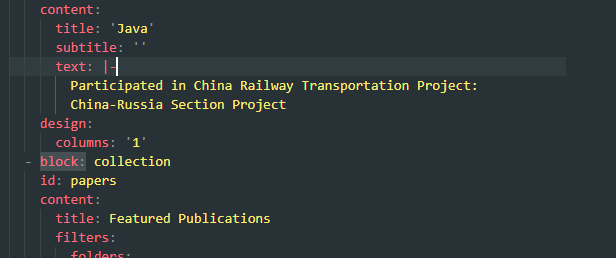 content:
title: 'Java'
subtitle: ''
text: |-
Participated in China Railway Transportation Project:
China-Russia Section Project
design:
columns: '1'
- block: collection
id: papers
content:
title: Featured Publications
filters:
folders: